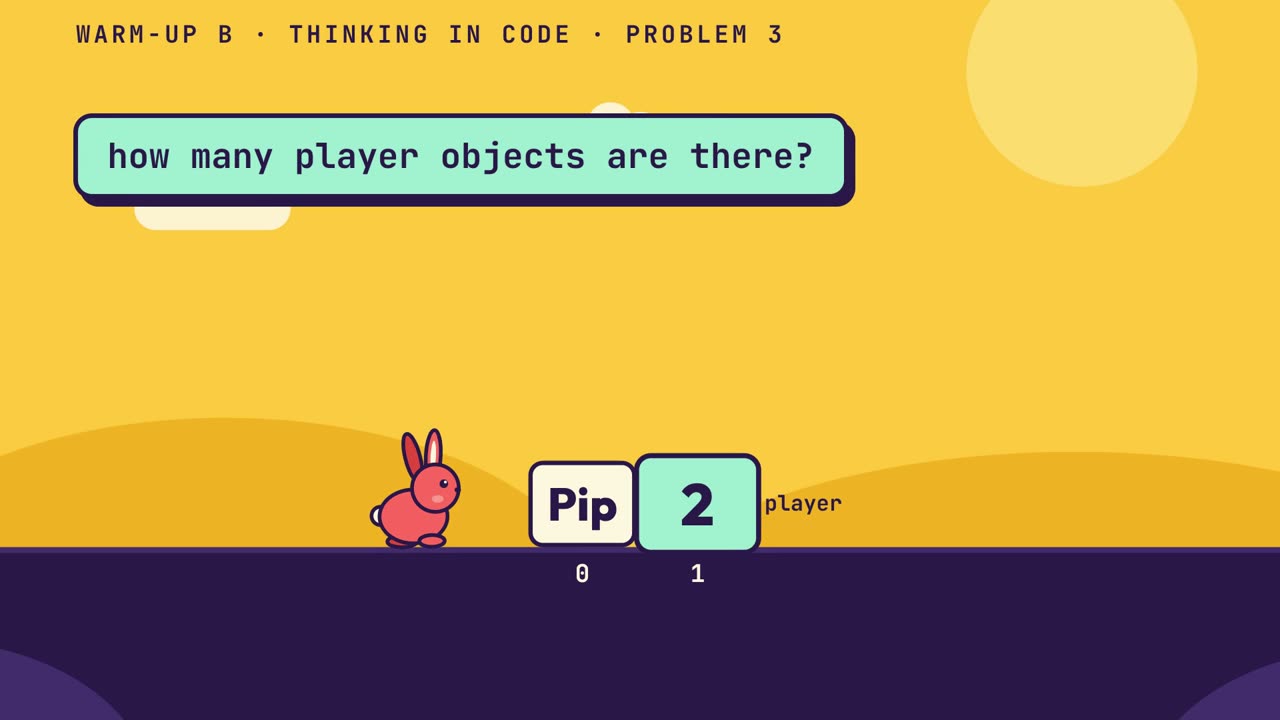 WARM-UP B · THINKING IN CODE · PROBLEM 3
how many player objects are there?
Pip 2 player
0 1